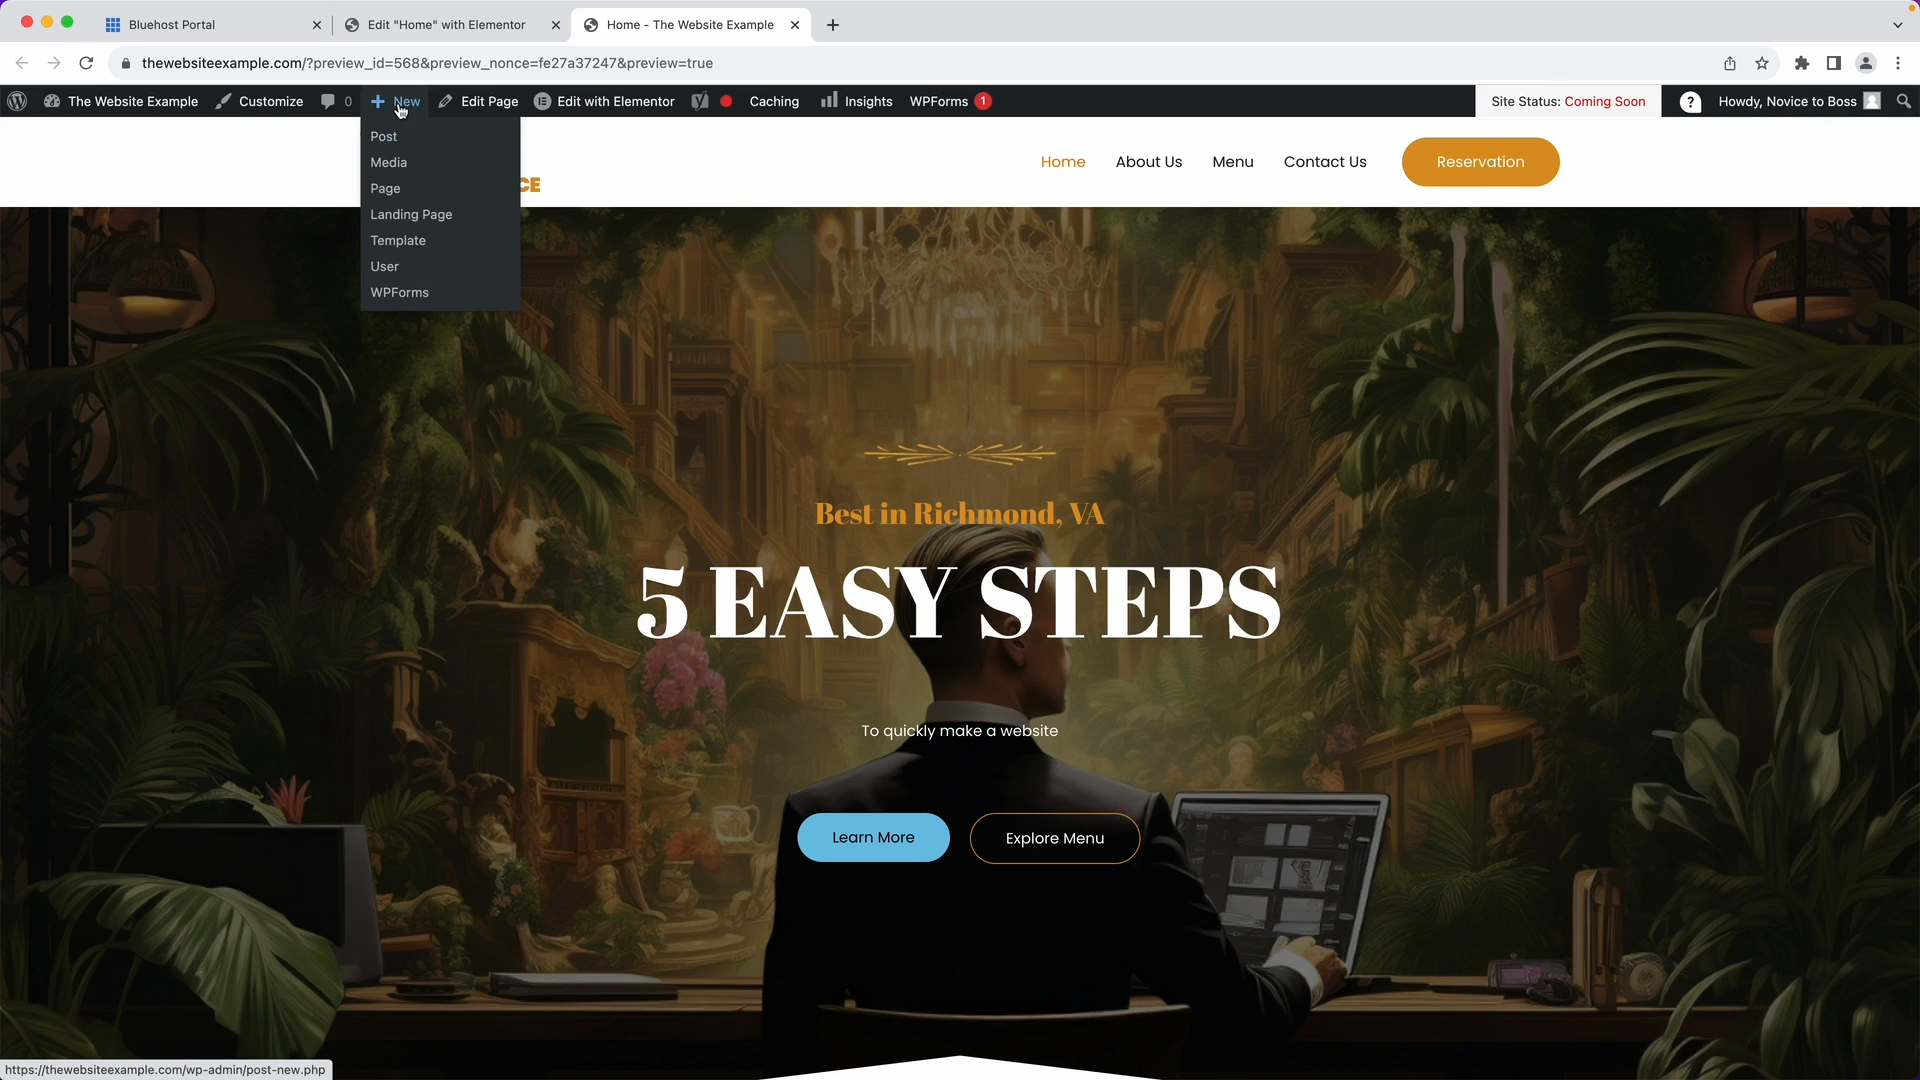 Bluehost Portal
Edit "Home" with Elementor
Home - The Website Example
thewebsiteexample.com/?preview_id=568&preview_nonce=fe27a37247&preview=true
The Website Example
Customize
0
New
Edit Page
Edit with Elementor
Caching
Insights
WPForms 1
Site Status: Coming Soon
?
Howdy, Novice to Boss
Post
Media
Page
Landing Page
Template
User
WPForms
CE
Home
About Us
Menu
Contact Us
Reservation
Best in Richmond, VA
5 EASY STEPS
To quickly make a website
Learn More
Explore Menu
https://thewebsiteexample.com/wp-admin/post-new.php